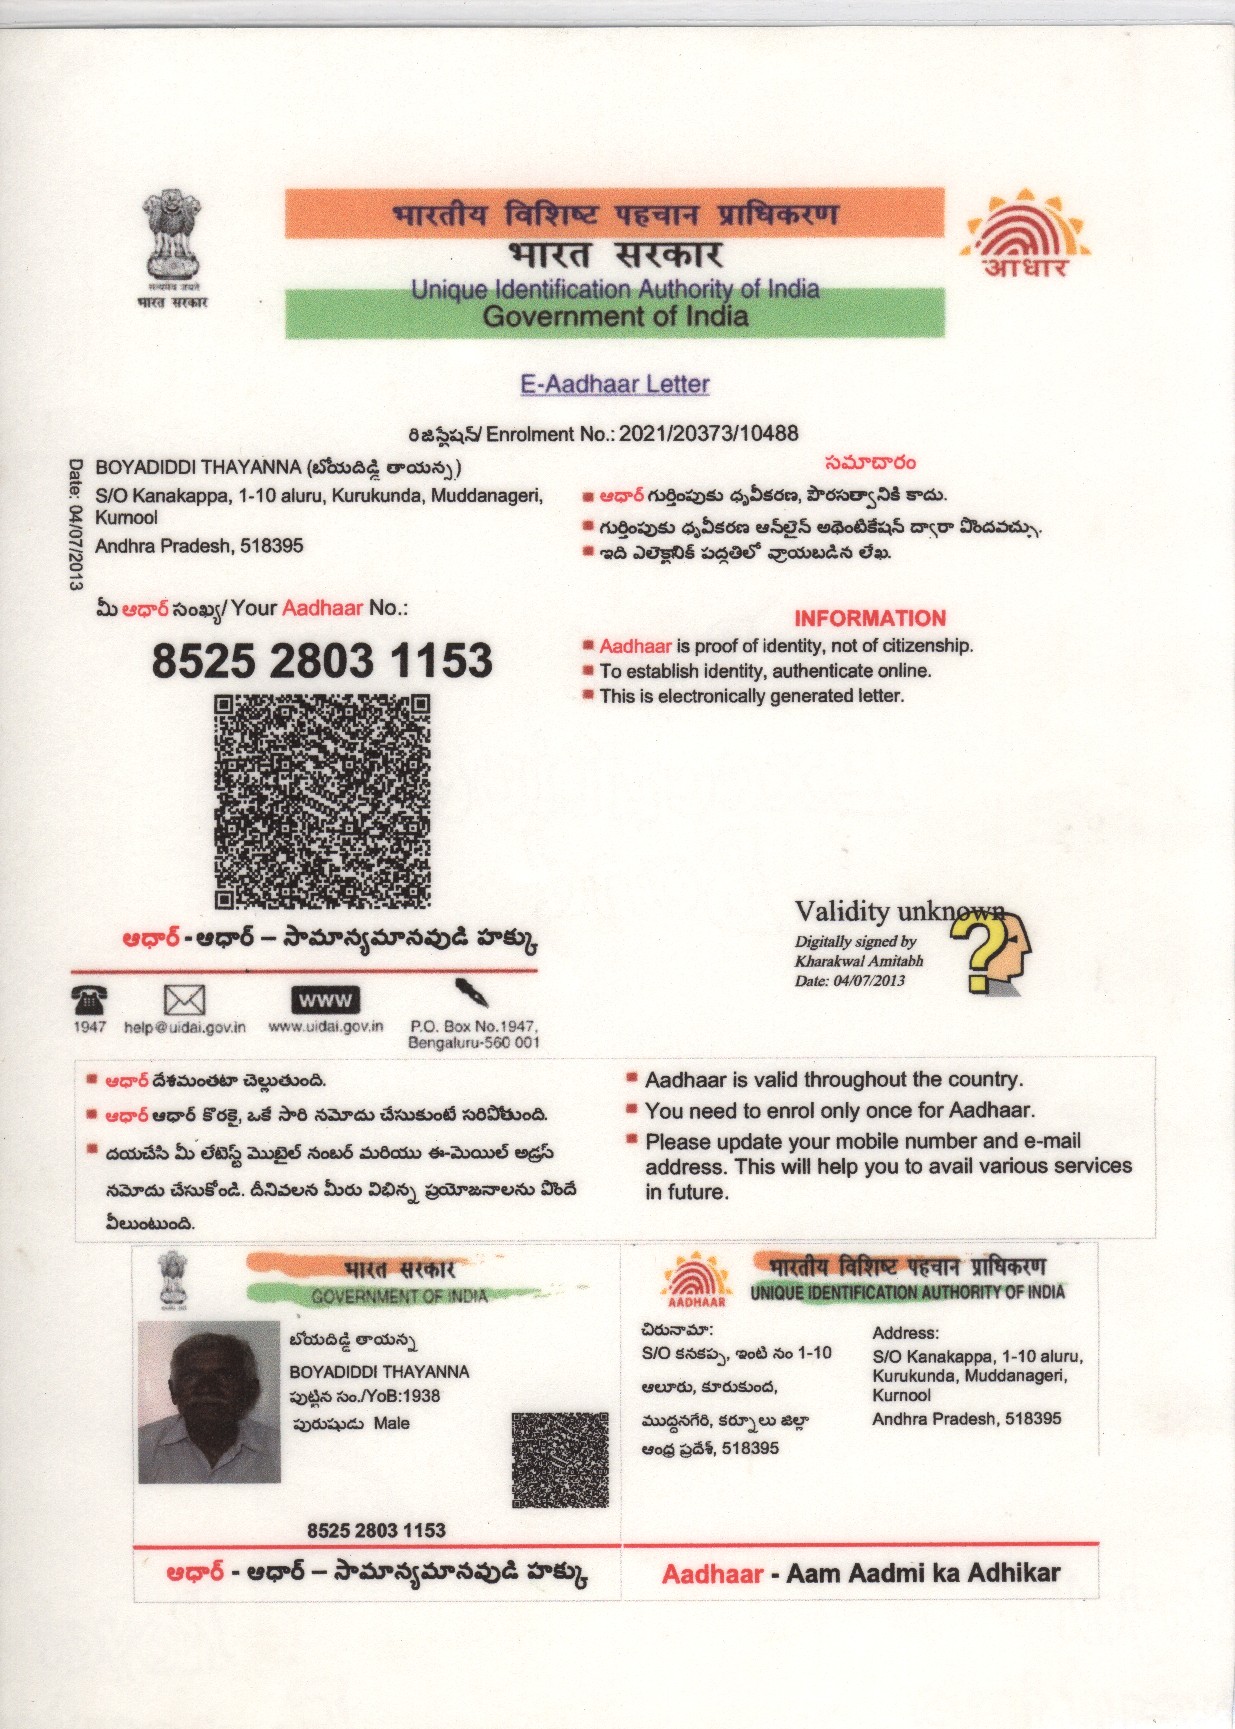 भारतीय विशिष्ट पहचान प्राधिकरण
भारत सरकार
Unique Identification Authority of India
Government of India
सत्यमेव जयते
भारत सरकार
आधार
E-Aadhaar Letter
రిజిస్ట్రేషన్/ Enrolment No.: 2021/20373/10488
Date: 04/07/2013
BOYADIDDI THAYANNA (బోయదిడ్డి తాయన్న)
S/O Kanakappa, 1-10 aluru, Kurukunda, Muddanageri,
Kurnool
Andhra Pradesh, 518395
మీ ఆధార్ సంఖ్య/ Your Aadhaar No.:
8525 2803 1153
సమాచారం
ఆధార్ గుర్తింపుకు ధృవీకరణ, పౌరసత్వానికి కాదు.
గుర్తింపుకు ధృవీకరణ ఆన్‌లైన్ అథెంటికేషన్ ద్వారా పొందవచ్చు.
ఇది ఎలెక్ట్రానిక్ పద్ధతిలో వ్రాయబడిన లేఖ.
INFORMATION
Aadhaar is proof of identity, not of citizenship.
To establish identity, authenticate online.
This is electronically generated letter.
ఆధార్ - ఆధార్ – సామాన్యమానవుడి హక్కు
Validity unknown
Digitally signed by
Kharakwal Amitabh
Date: 04/07/2013
1947
help@uidai.gov.in
www
www.uidai.gov.in
P.O. Box No.1947,
Bengaluru-560 001
ఆధార్ దేశమంతటా చెల్లుతుంది.
ఆధార్ ఆధార్ కొరకై, ఒకే సారి నమోదు చేసుకుంటే సరిపోతుంది.
దయచేసి మీ లేటెస్ట్ మొబైల్ నంబర్ మరియు ఈ-మెయిల్ అడ్రస్
నమోదు చేసుకోండి. దీనివలన మీరు విభిన్న ప్రయోజనాలను పొందే
వీలుంటుంది.
Aadhaar is valid throughout the country.
You need to enrol only once for Aadhaar.
Please update your mobile number and e-mail
address. This will help you to avail various services
in future.
भारत सरकार
GOVERNMENT OF INDIA
బోయదిడ్డి తాయన్న
BOYADIDDI THAYANNA
పుట్టిన సం./YoB:1938
పురుషుడు Male
8525 2803 1153
ఆధార్ - ఆధార్ – సామాన్యమానవుడి హక్కు
AADHAAR
भारतीय विशिष्ट पहचान प्राधिकरण
UNIQUE IDENTIFICATION AUTHORITY OF INDIA
చిరునామా:
S/O కనకప్ప, ఇంటి నం 1-10
ఆలూరు, కూరుకుంద,
ముద్దనగేరి, కర్నూలు జిల్లా
ఆంధ్ర ప్రదేశ్, 518395
Address:
S/O Kanakappa, 1-10 aluru,
Kurukunda, Muddanageri,
Kurnool
Andhra Pradesh, 518395
Aadhaar - Aam Aadmi ka Adhikar